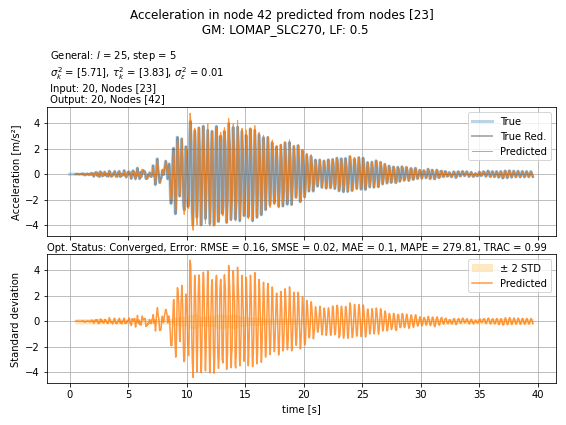 Acceleration in node 42 predicted from nodes [23]
GM: LOMAP_SLC270, LF: 0.5
General: l = 25, step = 5
σ²ₖ = [5.71], τ²ₖ = [3.83], σ²ε = 0.01
Input: 20, Nodes [23]
Output: 20, Nodes [42]
Acceleration [m/s²]
4
2
0
−2
−4
True
True Red.
Predicted
Opt. Status: Converged, Error: RMSE = 0.16, SMSE = 0.02, MAE = 0.1, MAPE = 279.81, TRAC = 0.99
Standard deviation
4
2
0
−2
−4
± 2 STD
Predicted
0 5 10 15 20 25 30 35 40
time [s]